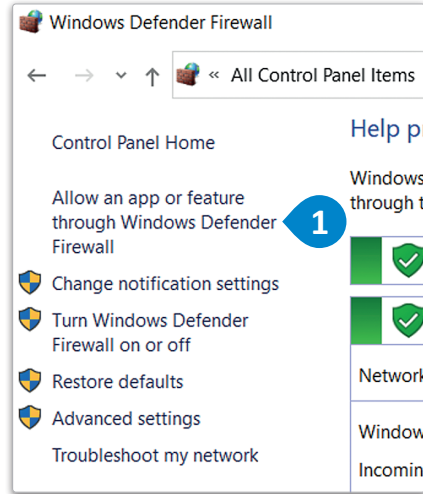 Windows Defender Firewall
« All Control Panel Items
Control Panel Home
Allow an app or feature
through Windows Defender
Firewall
1
Change notification settings
Turn Windows Defender
Firewall on or off
Restore defaults
Advanced settings
Troubleshoot my network
Help p
Windows
through t
Network
Window
Incomin